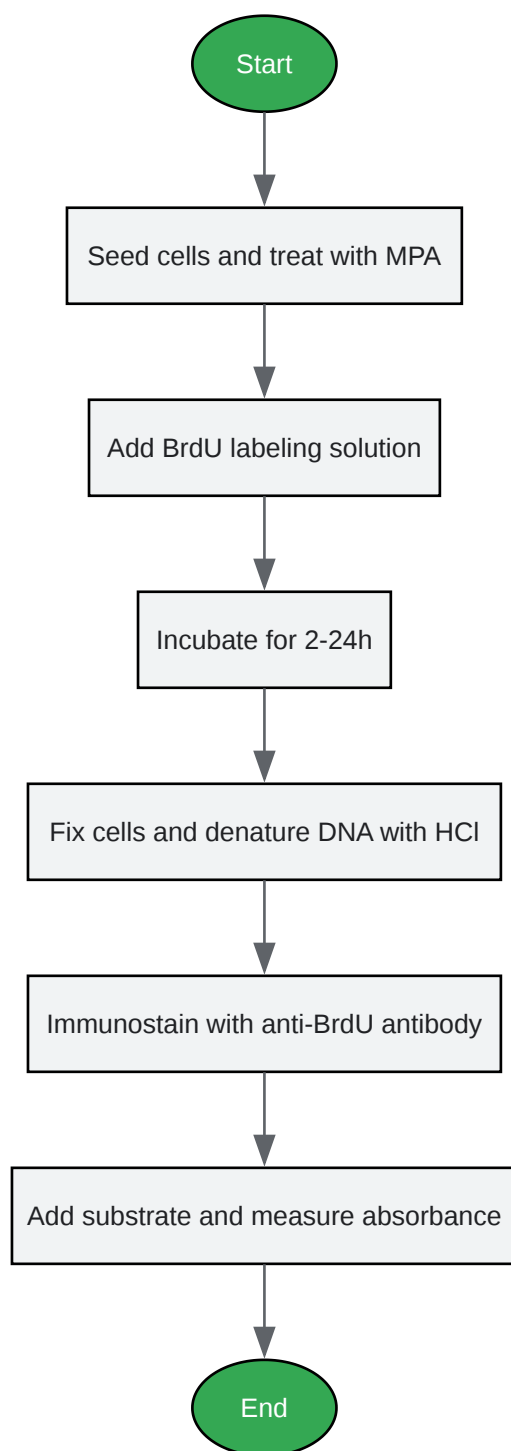 Start
Seed cells and treat with MPA
Add BrdU labeling solution
Incubate for 2-24h
Fix cells and denature DNA with HCl
Immunostain with anti-BrdU antibody
Add substrate and measure absorbance
End